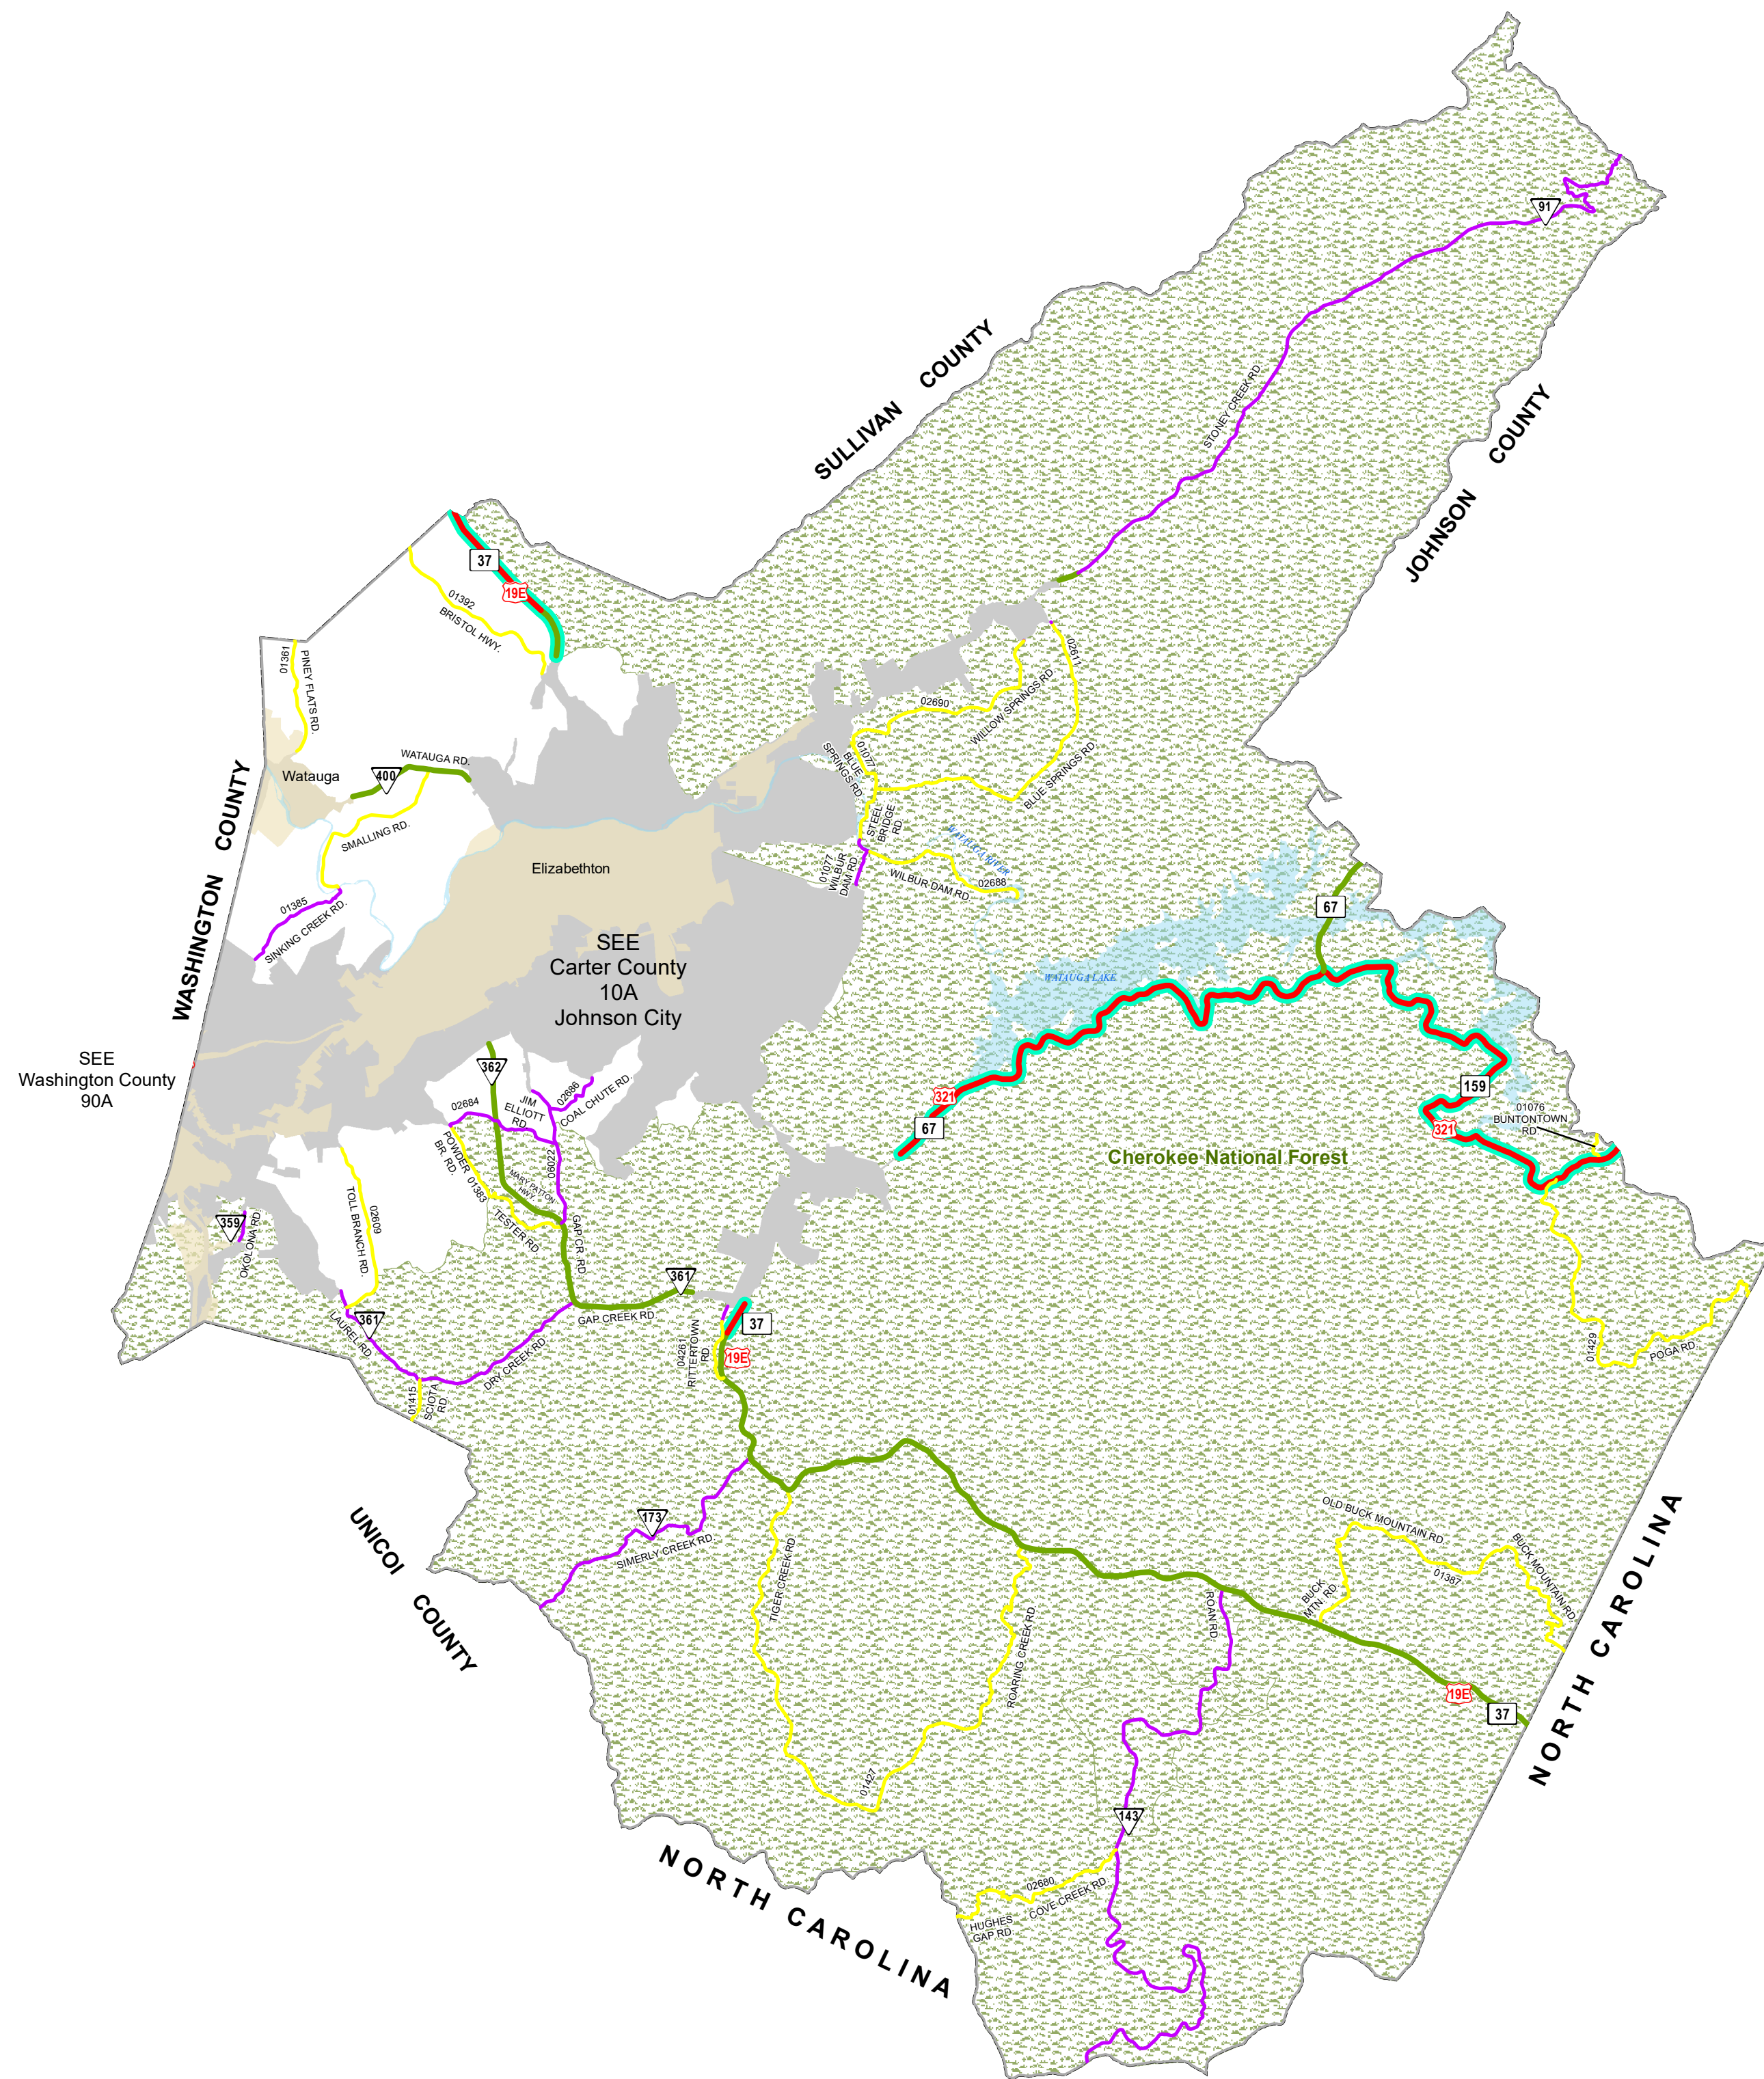 91
SULLIVAN COUNTY
STONEY CREEK RD.
JOHNSON COUNTY
37
19E
01392
BRISTOL HWY.
01361
PINEY FLATS RD.
02611
WILLOW SPRINGS RD
02690
01077
BLUE
SPRINGS RD.
BLUE SPRINGS RD.
WATAUGA RD.
Watauga
400
SMALLING RD.
STEEL
BRIDGE
RD.
WATAUGA RIVER
01077
WILBUR
DAM RD.
WILBUR DAM RD
02688
Elizabethton
WASHINGTON COUNTY
01385
SINKING CREEK RD.
67
SEE
Carter County
10A
Johnson City
WATAUGA LAKE
SEE
Washington County
90A
362
02684
JIM
ELLIOTT
RD.
02686
COAL CHUTE RD.
321
67
159
321
01076
BUNTONTOWN
RD
Cherokee National Forest
POWDER
BR. RD.
01383
MARY PATTON
HWY
06022
TESTER RD
GAP CR. RD
359
OKOLONA RD.
TOLL BRANCH RD.
02609
361
GAP CREEK RD.
361
LAUREL RD
DRY CREEK RD
01415
SCIOTA
RD.
04261
RITTERTOWN
RD.
37
19E
01429
POGA RD.
UNICOI COUNTY
173
SIMERLY CREEK RD
TIGER CREEK RD
ROARING CREEK RD
01427
ROAN RD
OLD BUCK MOUNTAIN RD.
01387
BUCK MOUNTAIN RD
BUCK
MTN. RD
19E
37
NORTH CAROLINA
143
02680
COVE CREEK RD
HUGHES
GAP RD.
NORTH CAROLINA